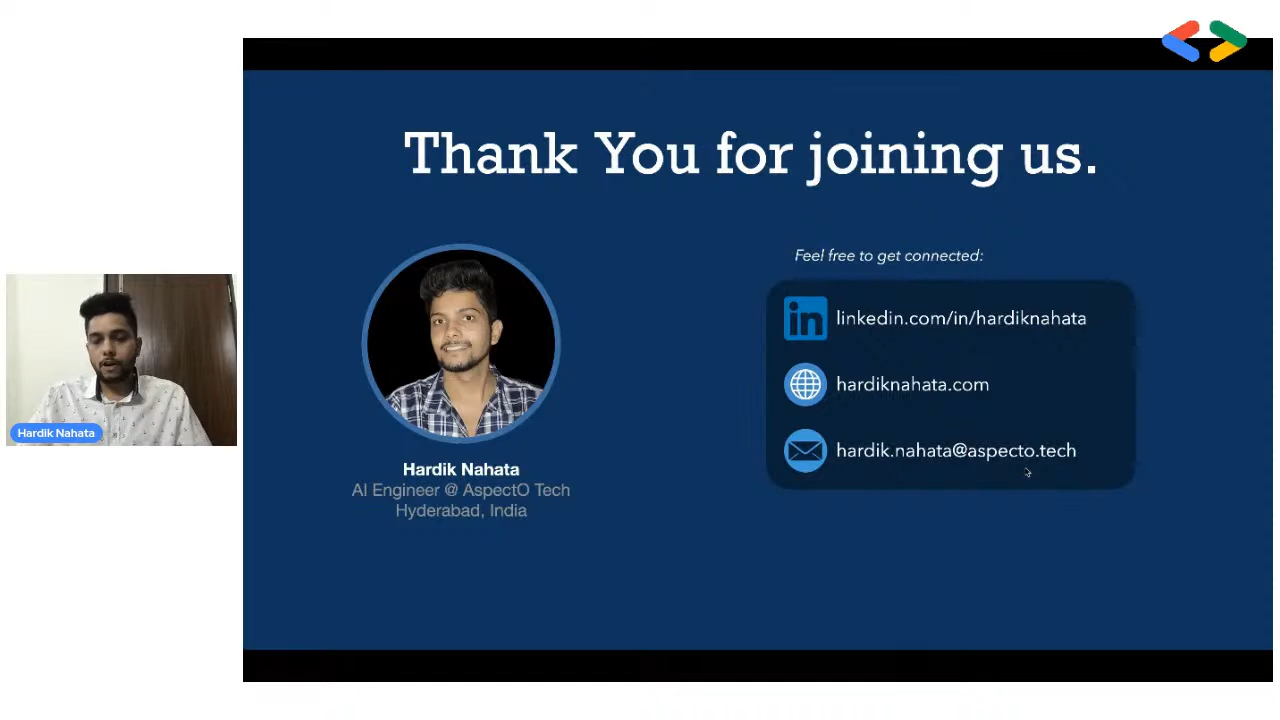 Thank You for joining us.
Feel free to get connected:
linkedin.com/in/hardiknahata
hardiknahata.com
hardik.nahata@aspecto.tech
Hardik Nahata
AI Engineer @ AspectO Tech
Hyderabad, India
Hardik Nahata